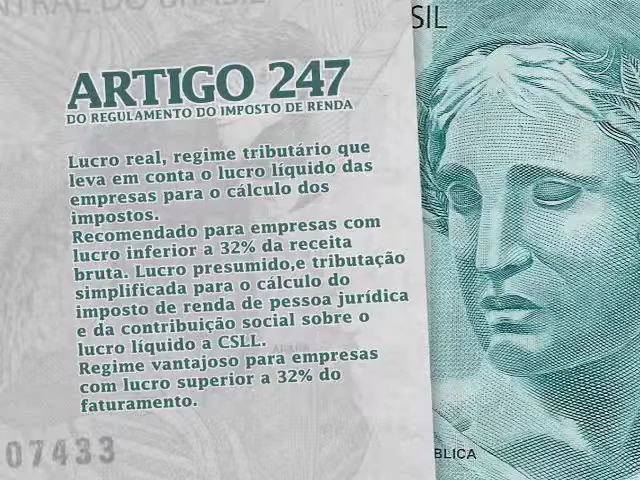 NTRAL DO BRASIL
SIL
ARTIGO 247
DO REGULAMENTO DO IMPOSTO DE RENDA
Lucro real, regime tributário que
leva em conta o lucro líquido das
empresas para o cálculo dos
impostos.
Recomendado para empresas com
lucro inferior a 32% da receita
bruta. Lucro presumido,e tributação
simplificada para o cálculo do
imposto de renda de pessoa jurídica
e da contribuição social sobre o
lucro líquido a CSLL.
Regime vantajoso para empresas
com lucro superior a 32% do
faturamento.
07433
BLICA